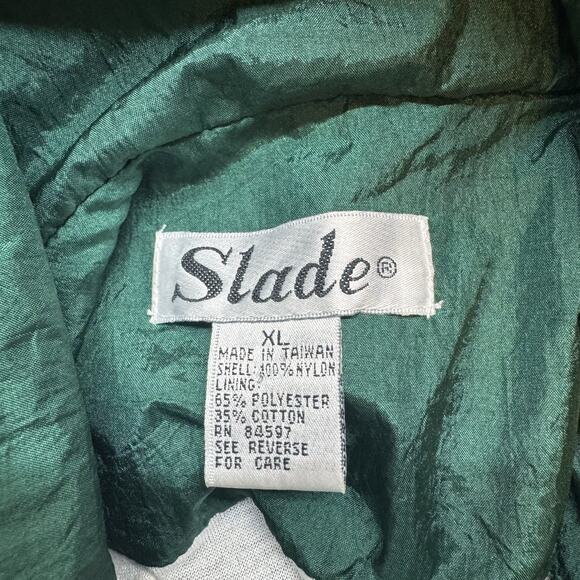 Slade®
XL
MADE IN TAIWAN
SHELL: 100% NYLON
LINING:
65% POLYESTER
35% COTTON
RN 84597
SEE REVERSE
FOR CARE